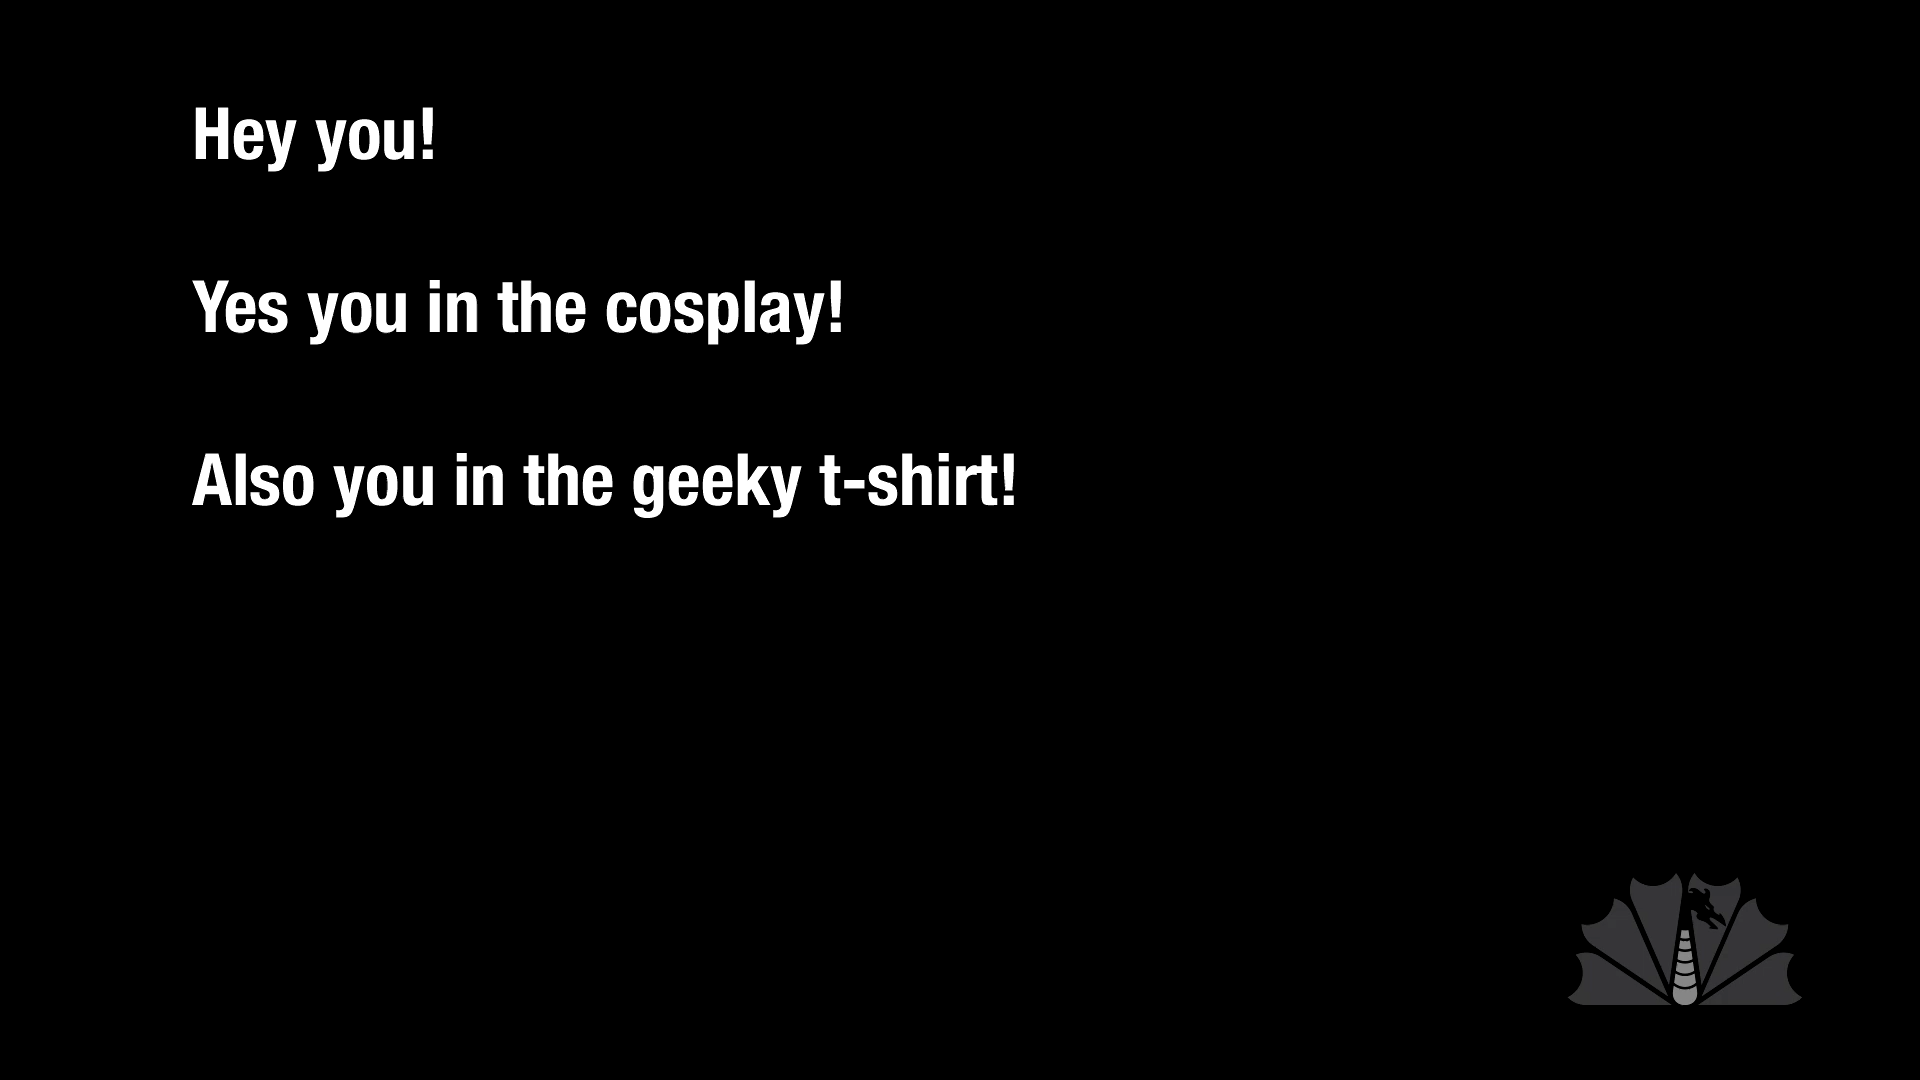 Hey you!
Yes you in the cosplay!
Also you in the geeky t-shirt!